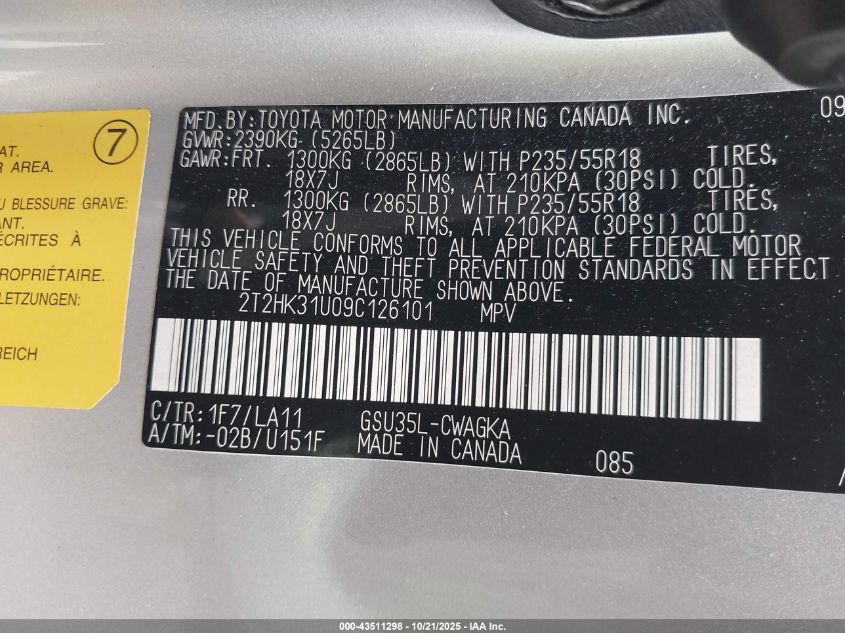 7
AT.
AREA.
U BLESSURE GRAVE:
ANT.
ÉCRITES À
ROPRIÉTAIRE.
LETZUNGEN:
REICH
MFD.BY:TOYOTA MOTOR MANUFACTURING CANADA INC. 09
GVWR:2390KG (5265LB)
GAWR:FRT. 1300KG (2865LB) WITH P235/55R18 TIRES,
18X7J RIMS, AT 210KPA (30PSI) COLD.
RR. 1300KG (2865LB) WITH P235/55R18 TIRES,
18X7J RIMS, AT 210KPA (30PSI) COLD.
THIS VEHICLE CONFORMS TO ALL APPLICABLE FEDERAL MOTOR
VEHICLE SAFETY AND THEFT PREVENTION STANDARDS IN EFFECT
THE DATE OF MANUFACTURE SHOWN ABOVE.
2T2HK31U09C126101 MPV
C/TR:1F7/LA11 GSU35L-CWAGKA
A/TM:-02B/U151F MADE IN CANADA 085
000-43511298 - 10/21/2025 - IAA Inc.